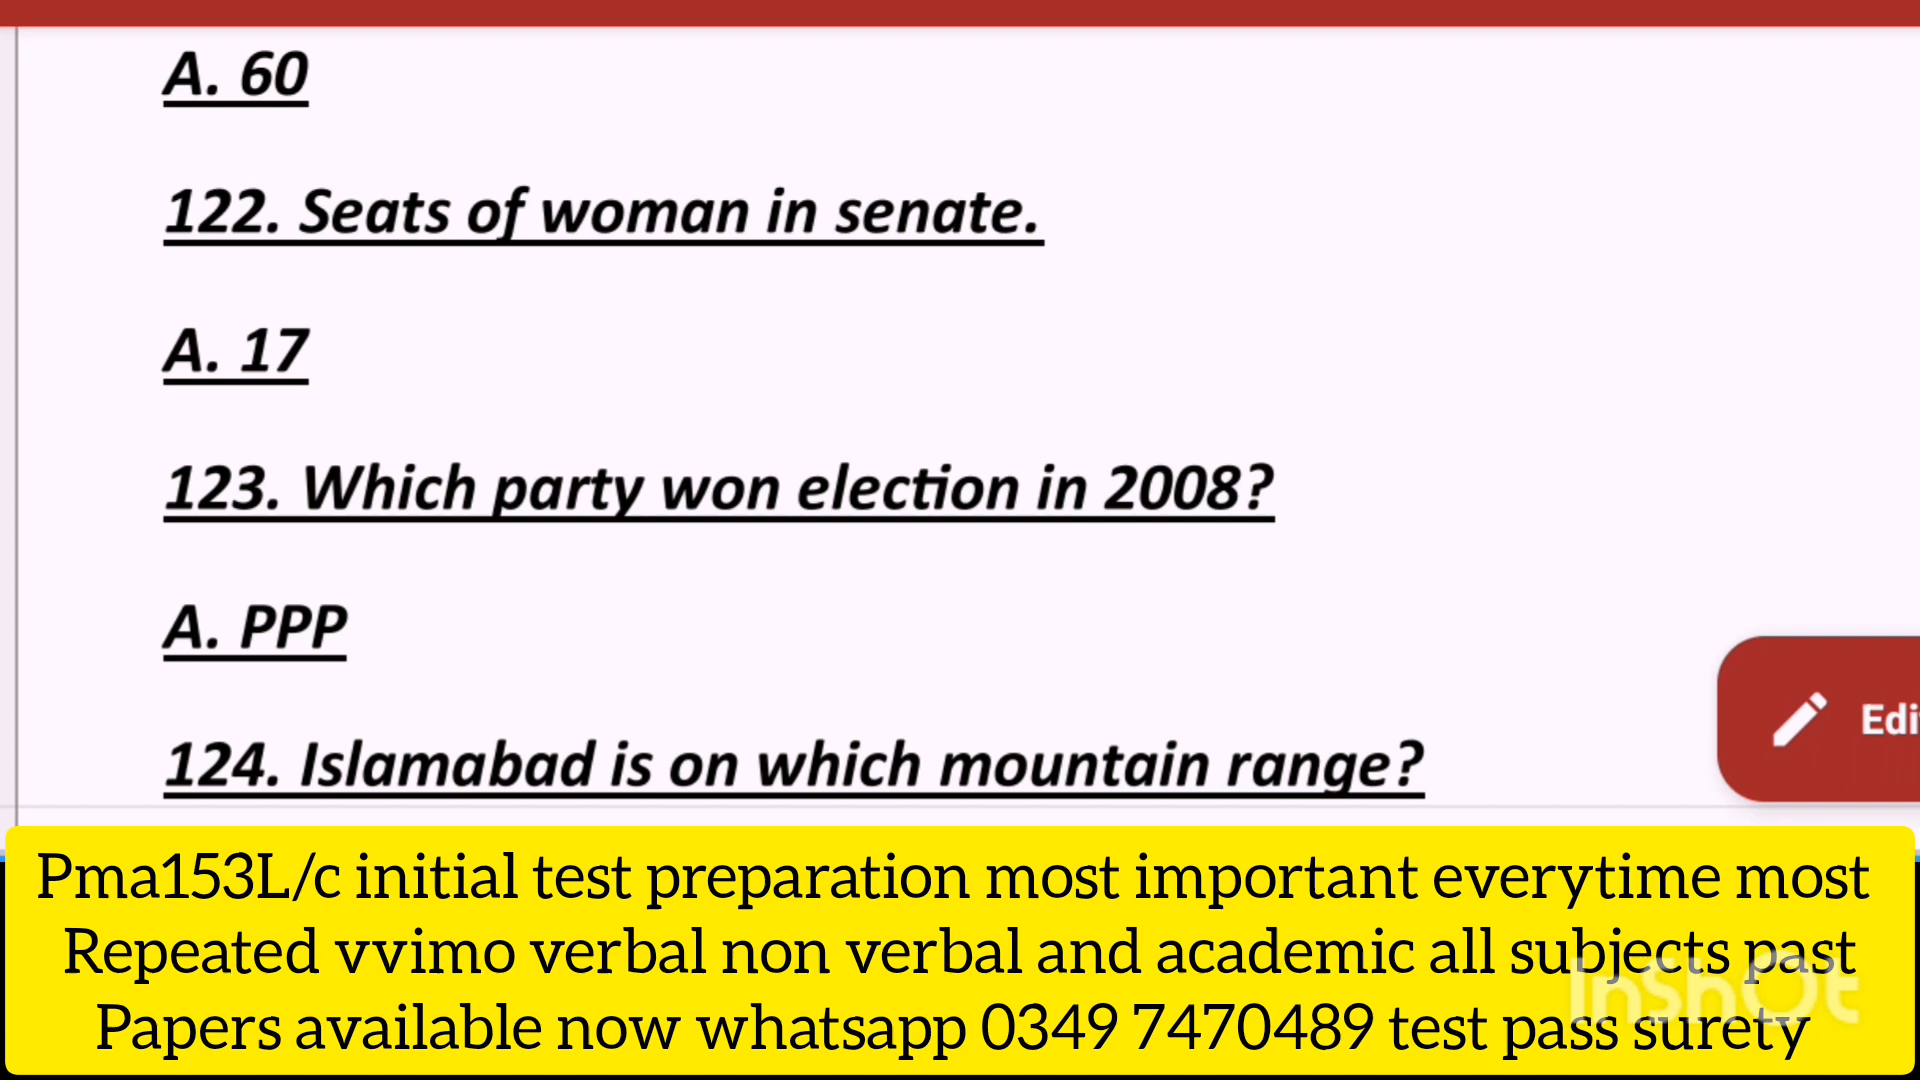 A. 60
122. Seats of woman in senate.
A. 17
123. Which party won election in 2008?
A. PPP
Edi
124. Islamabad is on which mountain range?
Pma153L/c initial test preparation most important everytime most
Repeated vvimo verbal non verbal and academic all subjects past
Papers available now whatsapp 0349 7470489 test pass surety
InShOt